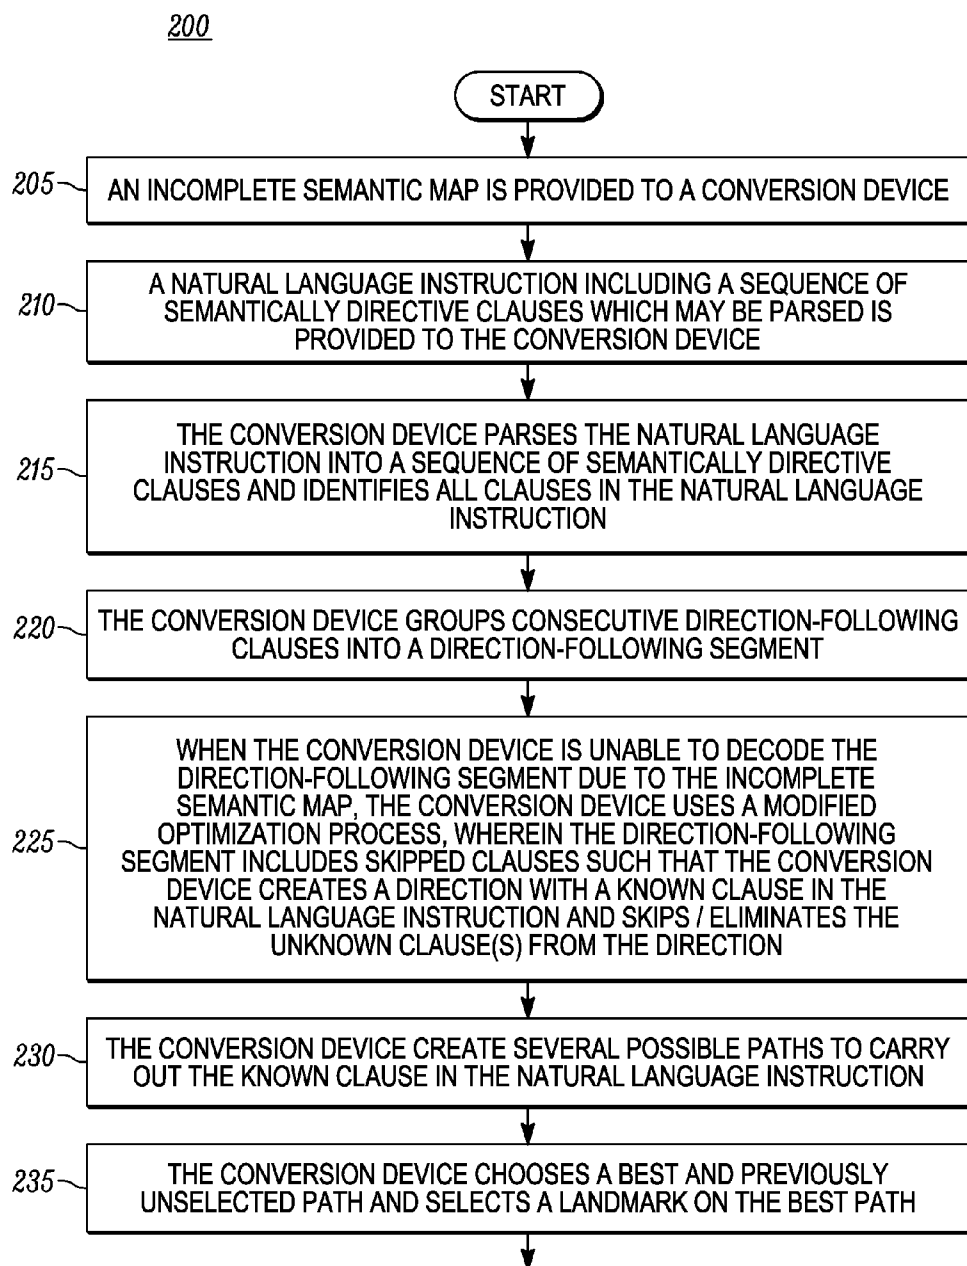 200
START
205
AN INCOMPLETE SEMANTIC MAP IS PROVIDED TO A CONVERSION DEVICE
210
A NATURAL LANGUAGE INSTRUCTION INCLUDING A SEQUENCE OF
SEMANTICALLY DIRECTIVE CLAUSES WHICH MAY BE PARSED IS
PROVIDED TO THE CONVERSION DEVICE
215
THE CONVERSION DEVICE PARSES THE NATURAL LANGUAGE
INSTRUCTION INTO A SEQUENCE OF SEMANTICALLY DIRECTIVE
CLAUSES AND IDENTIFIES ALL CLAUSES IN THE NATURAL LANGUAGE
INSTRUCTION
220
THE CONVERSION DEVICE GROUPS CONSECUTIVE DIRECTION-FOLLOWING
CLAUSES INTO A DIRECTION-FOLLOWING SEGMENT
225
WHEN THE CONVERSION DEVICE IS UNABLE TO DECODE THE
DIRECTION-FOLLOWING SEGMENT DUE TO THE INCOMPLETE
SEMANTIC MAP, THE CONVERSION DEVICE USES A MODIFIED
OPTIMIZATION PROCESS, WHEREIN THE DIRECTION-FOLLOWING
SEGMENT INCLUDES SKIPPED CLAUSES SUCH THAT THE CONVERSION
DEVICE CREATES A DIRECTION WITH A KNOWN CLAUSE IN THE
NATURAL LANGUAGE INSTRUCTION AND SKIPS / ELIMINATES THE
UNKNOWN CLAUSE(S) FROM THE DIRECTION
230
THE CONVERSION DEVICE CREATE SEVERAL POSSIBLE PATHS TO CARRY
OUT THE KNOWN CLAUSE IN THE NATURAL LANGUAGE INSTRUCTION
235
THE CONVERSION DEVICE CHOOSES A BEST AND PREVIOUSLY
UNSELECTED PATH AND SELECTS A LANDMARK ON THE BEST PATH